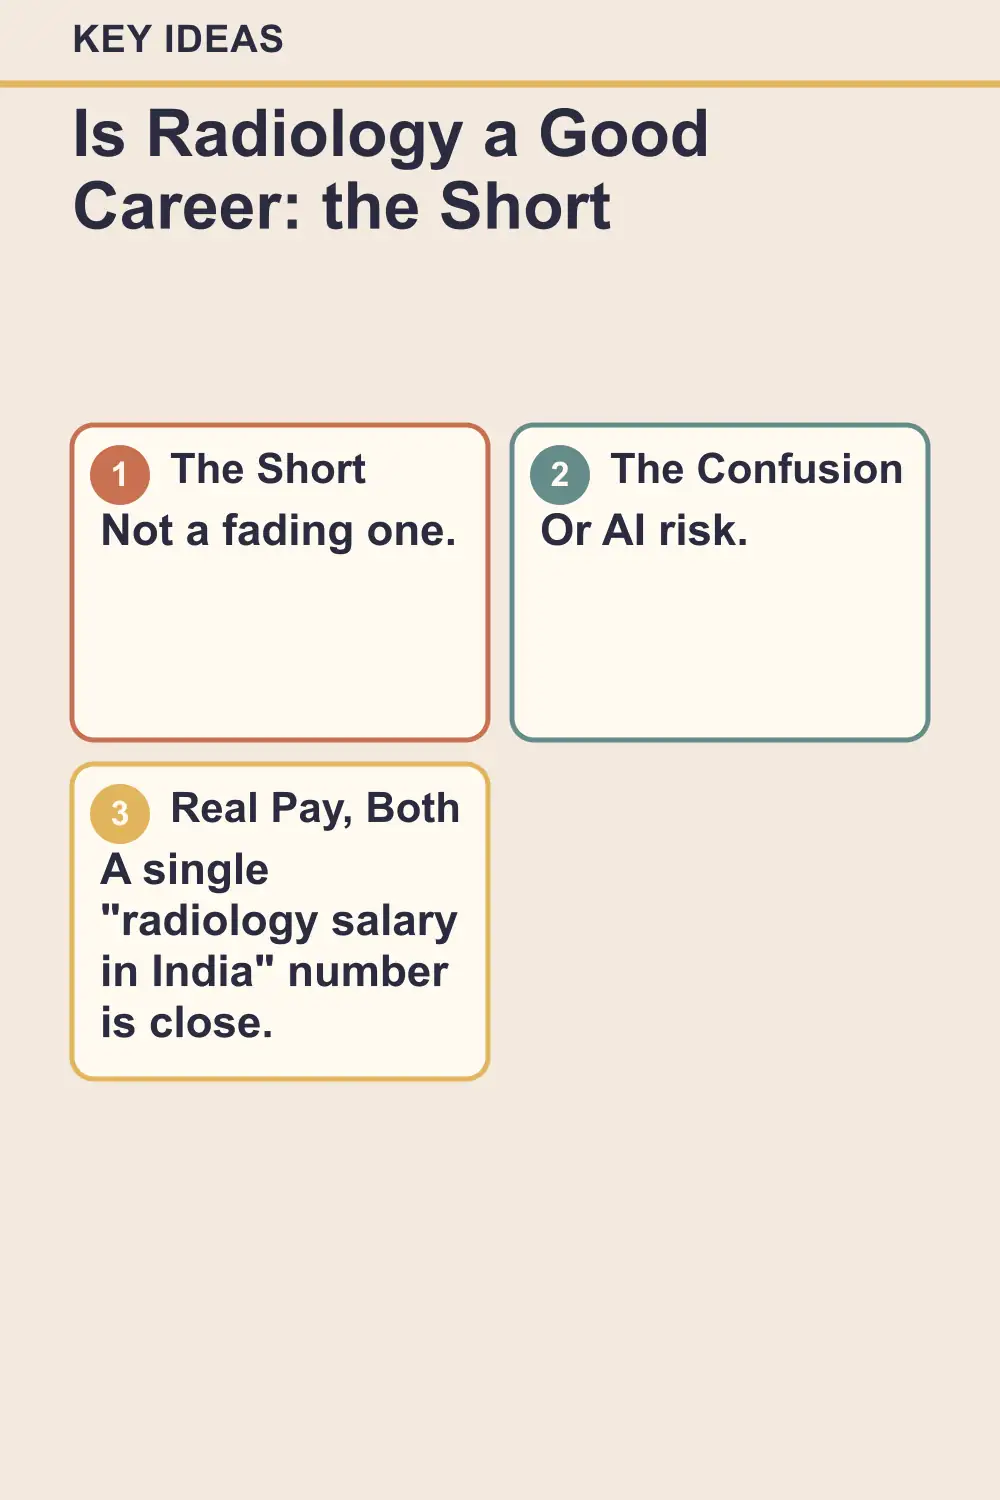 KEY IDEAS
Is Radiology a Good
Career: the Short
1 The Short
Not a fading one.
2 The Confusion
Or AI risk.
3 Real Pay, Both
A single
"radiology salary
in India" number
is close.